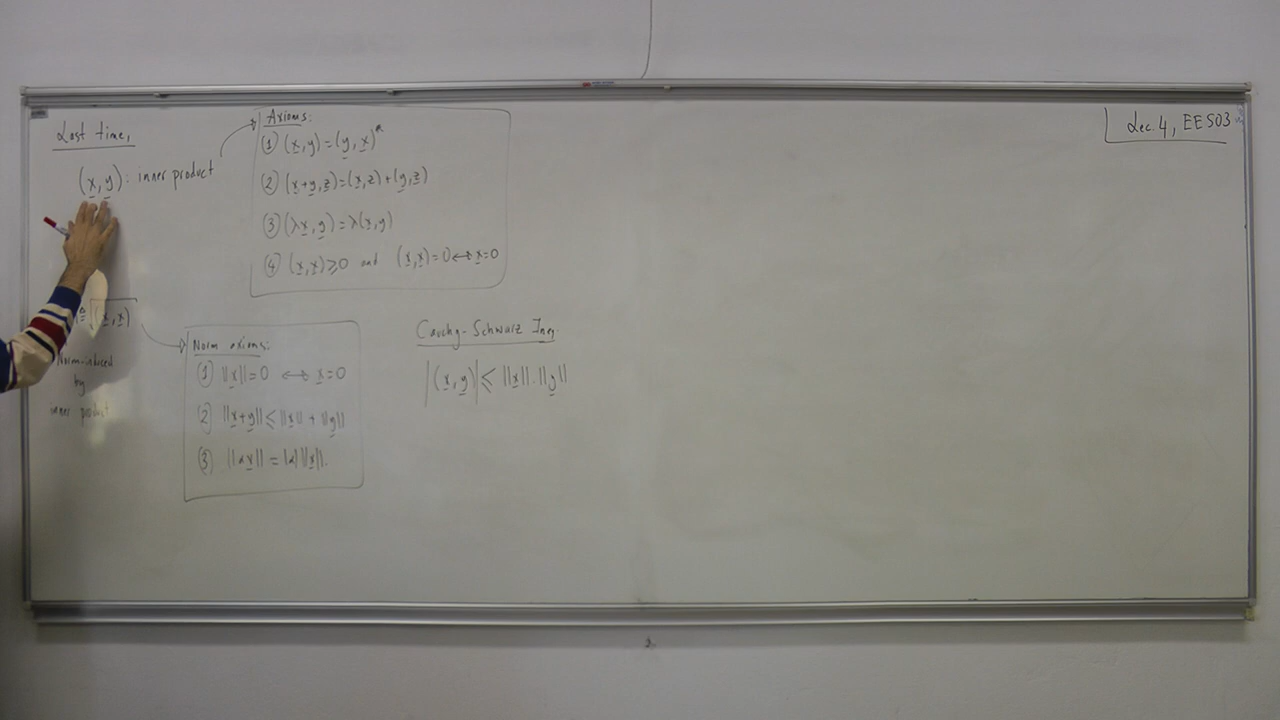 Last time,
(x, y): inner product
Axioms:
① (x, y) = (y, x)*
② (x+y, z) = (x, z) + (y, z)
③ (λx, y) = λ(x, y)
④ (x, x) ≥ 0 and (x, x) = 0 ↔ x = 0
≜ √(x, x)
Norm-induced
by
inner product
Norm axioms:
① ||x|| = 0 ↔ x = 0
② ||x+y|| ≤ ||x|| + ||y||
③ ||αx|| = |α| ||x||.
Cauchy-Schwarz Ineq.
|(x, y)| ≤ ||x||.||y||
Lec. 4, EE503